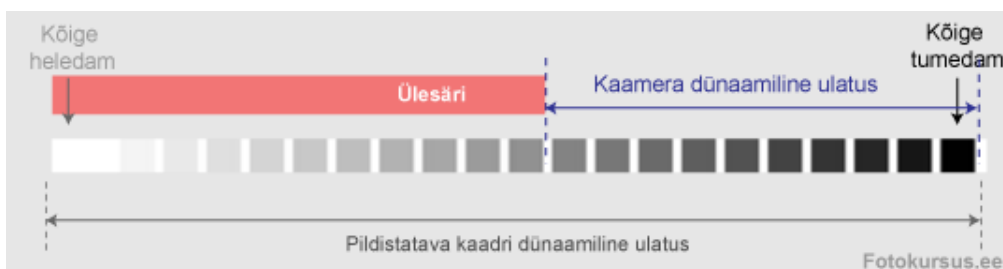 Kõige
heledam
Kõige
tumedam
Ülesäri
Kaamera dünaamiline ulatus
Pildistatava kaadri dünaamiline ulatus
Fotokursus.ee